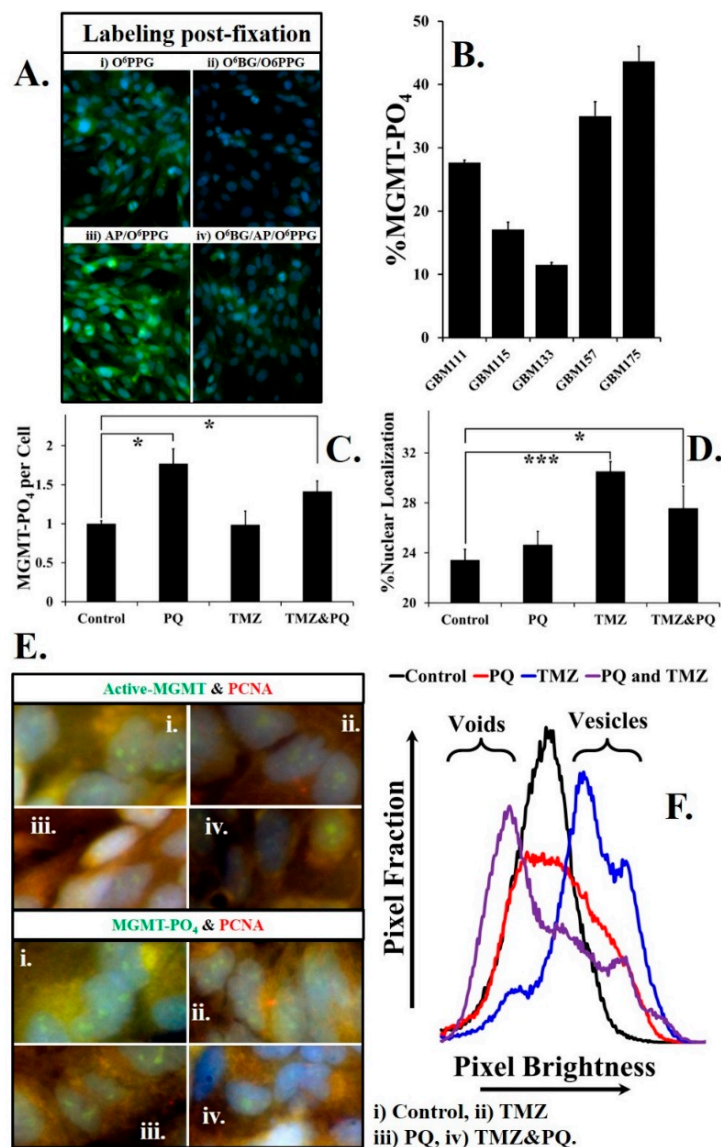 A.
Labeling post-fixation
i) O⁶PPG
ii) O⁶BG/O6PPG
iii) AP/O⁶PPG
iv) O⁶BG/AP/O⁶PPG
B.
%MGMT-PO₄
50
40
30
20
10
0
GBM111
GBM115
GBM133
GBM157
GBM175
C.
MGMT-PO₄ per Cell
2
1.5
1
0.5
0
*
*
Control
PQ
TMZ
TMZ&PQ
D.
%Nuclear Localization
32
28
24
20
*
***
Control
PQ
TMZ
TMZ&PQ
E.
Active-MGMT & PCNA
i.
ii.
iii.
iv.
MGMT-PO₄ & PCNA
i.
ii.
iii.
iv.
Control PQ TMZ PQ and TMZ
Voids
Vesicles
F.
Pixel Fraction
Pixel Brightness
i) Control, ii) TMZ
iii) PQ, iv) TMZ&PQ.